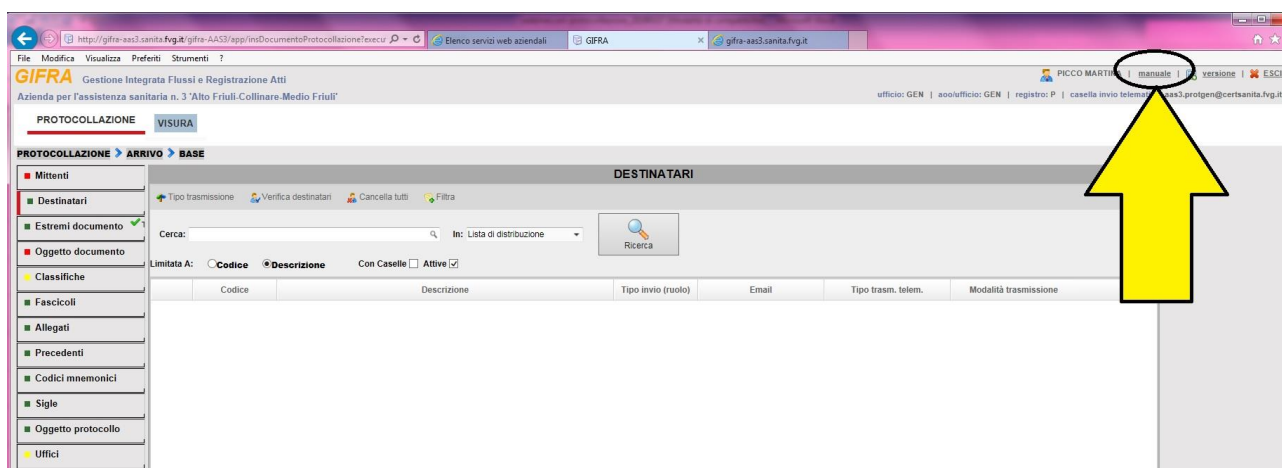 http://gifra-aas3.sanita.fvg.it/gifra-AAS3/app/insDocumentoProtocollazione?execu
Elenco servizi web aziendali
GIFRA
gifra-aas3.sanita.fvg.it
File Modifica Visualizza Preferiti Strumenti ?
GIFRA Gestione Integrata Flussi e Registrazione Atti
PICCO MARTINA | manuale | versione | ESCI
Azienda per l'assistenza sanitaria n. 3 'Alto Friuli-Collinare-Medio Friuli'
ufficio: GEN | aoo/ufficio: GEN | registro: P | casella invio telemat aas3.protgen@certsanita.fvg.it
PROTOCOLLAZIONE VISURA
PROTOCOLLAZIONE ARRIVO BASE
DESTINATARI
Mittenti
Destinatari
Estremi documento
Oggetto documento
Classifiche
Fascicoli
Allegati
Precedenti
Codici mnemonici
Sigle
Oggetto protocollo
Uffici
Tipo trasmissione Verifica destinatari Cancella tutti Filtra
Cerca: In: Lista di distribuzione Ricerca
Limitata A: Codice Descrizione Con Caselle Attive
Codice Descrizione Tipo invio (ruolo) Email Tipo trasm. telem. Modalità trasmissione